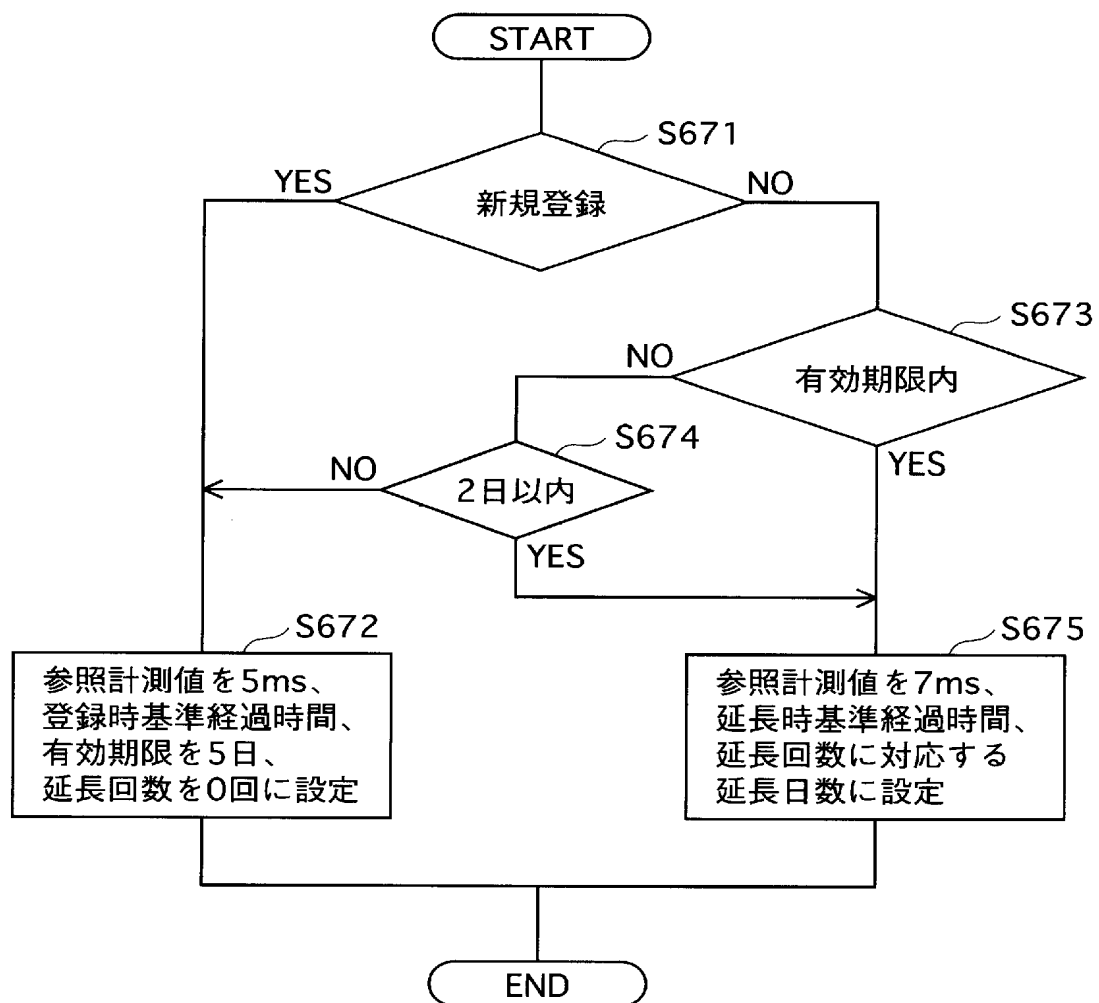 START
S671
YES
NO
新規登録
S673
NO
有効期限内
S674
YES
NO
2日以内
YES
S672
S675
参照計測値を5ms、
登録時基準経過時間、
有効期限を5日、
延長回数を0回に設定
参照計測値を7ms、
延長時基準経過時間、
延長回数に対応する
延長日数に設定
END